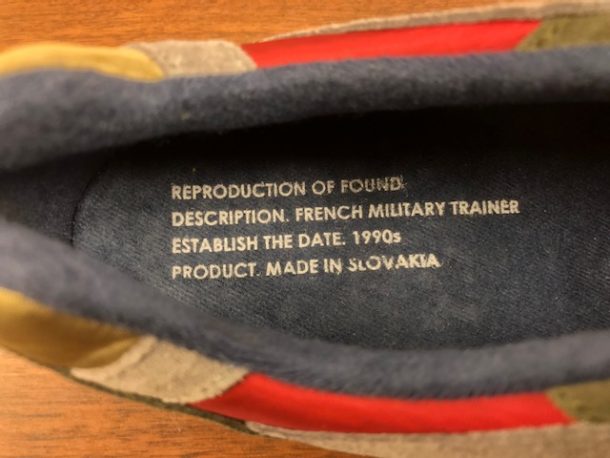 REPRODUCTION OF FOUND.
DESCRIPTION. FRENCH MILITARY TRAINER
ESTABLISH THE DATE. 1990s
PRODUCT. MADE IN SLOVAKIA